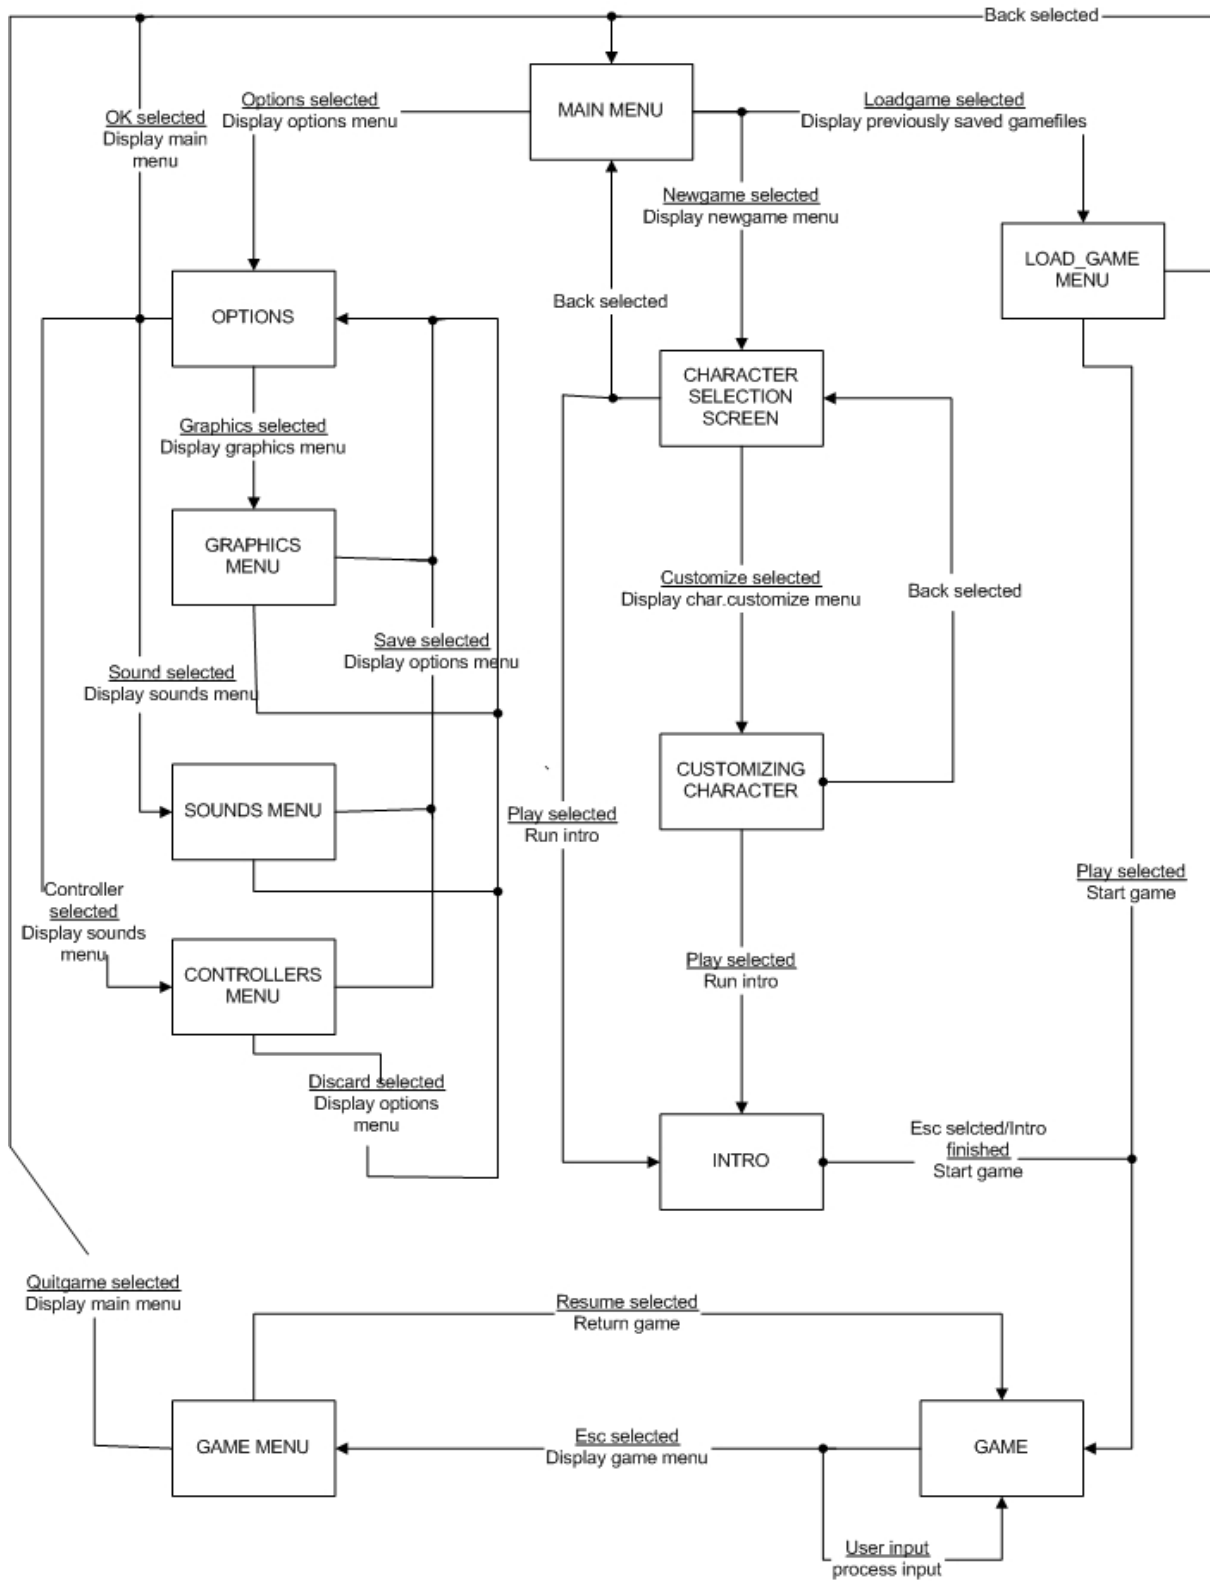 Back selected
MAIN MENU
Options selected
Display options menu
OK selected
Display main
menu
Loadgame selected
Display previously saved gamefiles
Newgame selected
Display newgame menu
LOAD_GAME
MENU
OPTIONS
Back selected
CHARACTER
SELECTION
SCREEN
Graphics selected
Display graphics menu
GRAPHICS
MENU
Customize selected
Display char.customize menu
Back selected
Save selected
Display options menu
Sound selected
Display sounds menu
CUSTOMIZING
CHARACTER
SOUNDS MENU
Play selected
Run intro
Play selected
Start game
Controller
selected
Display sounds
menu
CONTROLLERS
MENU
Play selected
Run intro
Discard selected
Display options
menu
INTRO
Esc selcted/Intro
finished
Start game
Quitgame selected
Display main menu
Resume selected
Return game
GAME MENU
Esc selected
Display game menu
GAME
User input
process input